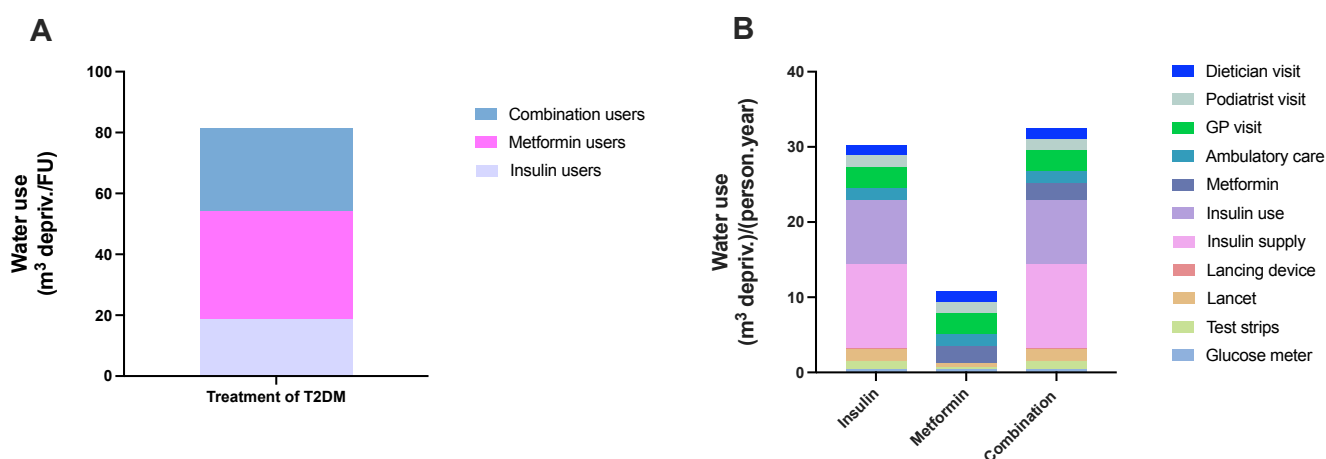 A
Water use
(m³ depriv./FU)
100
80
60
40
20
0
Treatment of T2DM
Combination users
Metformin users
Insulin users
B
Water use
(m³ depriv.)/(person.year)
40
30
20
10
0
Insulin
Metformin
Combination
Dietician visit
Podiatrist visit
GP visit
Ambulatory care
Metformin
Insulin use
Insulin supply
Lancing device
Lancet
Test strips
Glucose meter